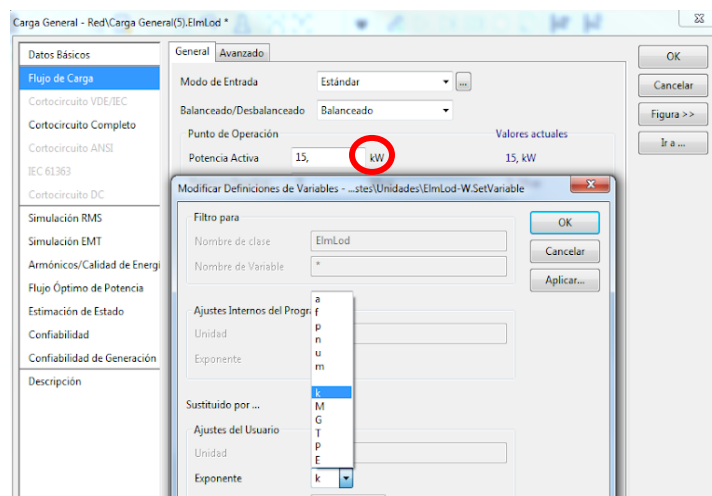 Carga General - Red\Carga General(5).ElmLod *
Datos Básicos
Flujo de Carga
Cortocircuito VDE/IEC
Cortocircuito Completo
Cortocircuito ANSI
IEC 61363
Cortocircuito DC
Simulación RMS
Simulación EMT
Armónicos/Calidad de Energí
Flujo Óptimo de Potencia
Estimación de Estado
Confiabilidad
Confiabilidad de Generación
Descripción
General Avanzado
Modo de Entrada Estándar ...
Balanceado/Desbalanceado Balanceado
Punto de Operación Valores actuales
Potencia Activa 15, kW 15, kW
OK
Cancelar
Figura >>
Ir a ...
Modificar Definiciones de Variables - ...stes\Unidades\ElmLod-W.SetVariable
Filtro para
Nombre de clase ElmLod
Nombre de Variable *
Ajustes Internos del Progr
Unidad
Exponente
Sustituido por ...
Ajustes del Usuario
Unidad
Exponente k
a
f
p
n
u
m
k
M
G
T
P
E
OK
Cancelar
Aplicar...